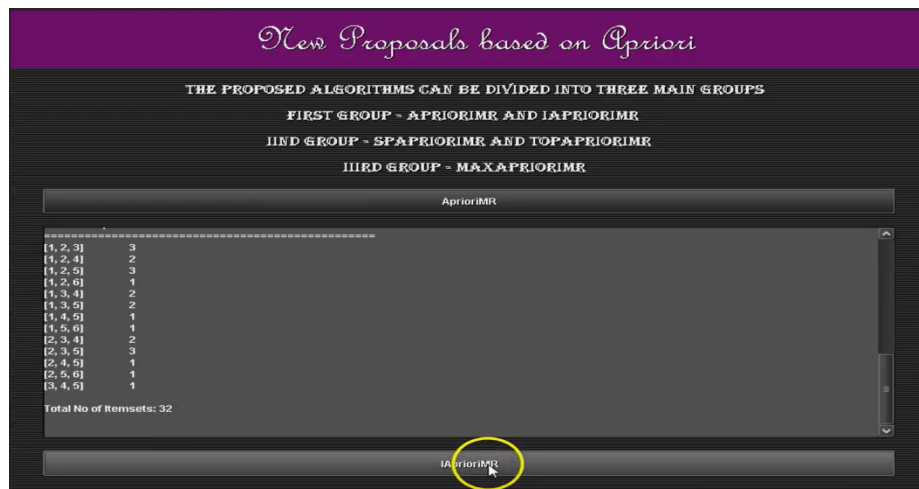 New Proposals based on Apriori
THE PROPOSED ALGORITHMS CAN BE DIVIDED INTO THREE MAIN GROUPS
FIRST GROUP - APRIORIMR AND IAPRIORIMR
IIND GROUP - SPAPRIORIMR AND TOPAPRIORIMR
IIIRD GROUP - MAXAPRIORIMR
AprioriMR
==================================================
[1, 2, 3] 3
[1, 2, 4] 2
[1, 2, 5] 3
[1, 2, 6] 1
[1, 3, 4] 2
[1, 3, 5] 2
[1, 4, 5] 1
[1, 5, 6] 1
[2, 3, 4] 2
[2, 3, 5] 3
[2, 4, 5] 1
[2, 5, 6] 1
[3, 4, 5] 1
Total No of Itemsets: 32
IAprioriMR